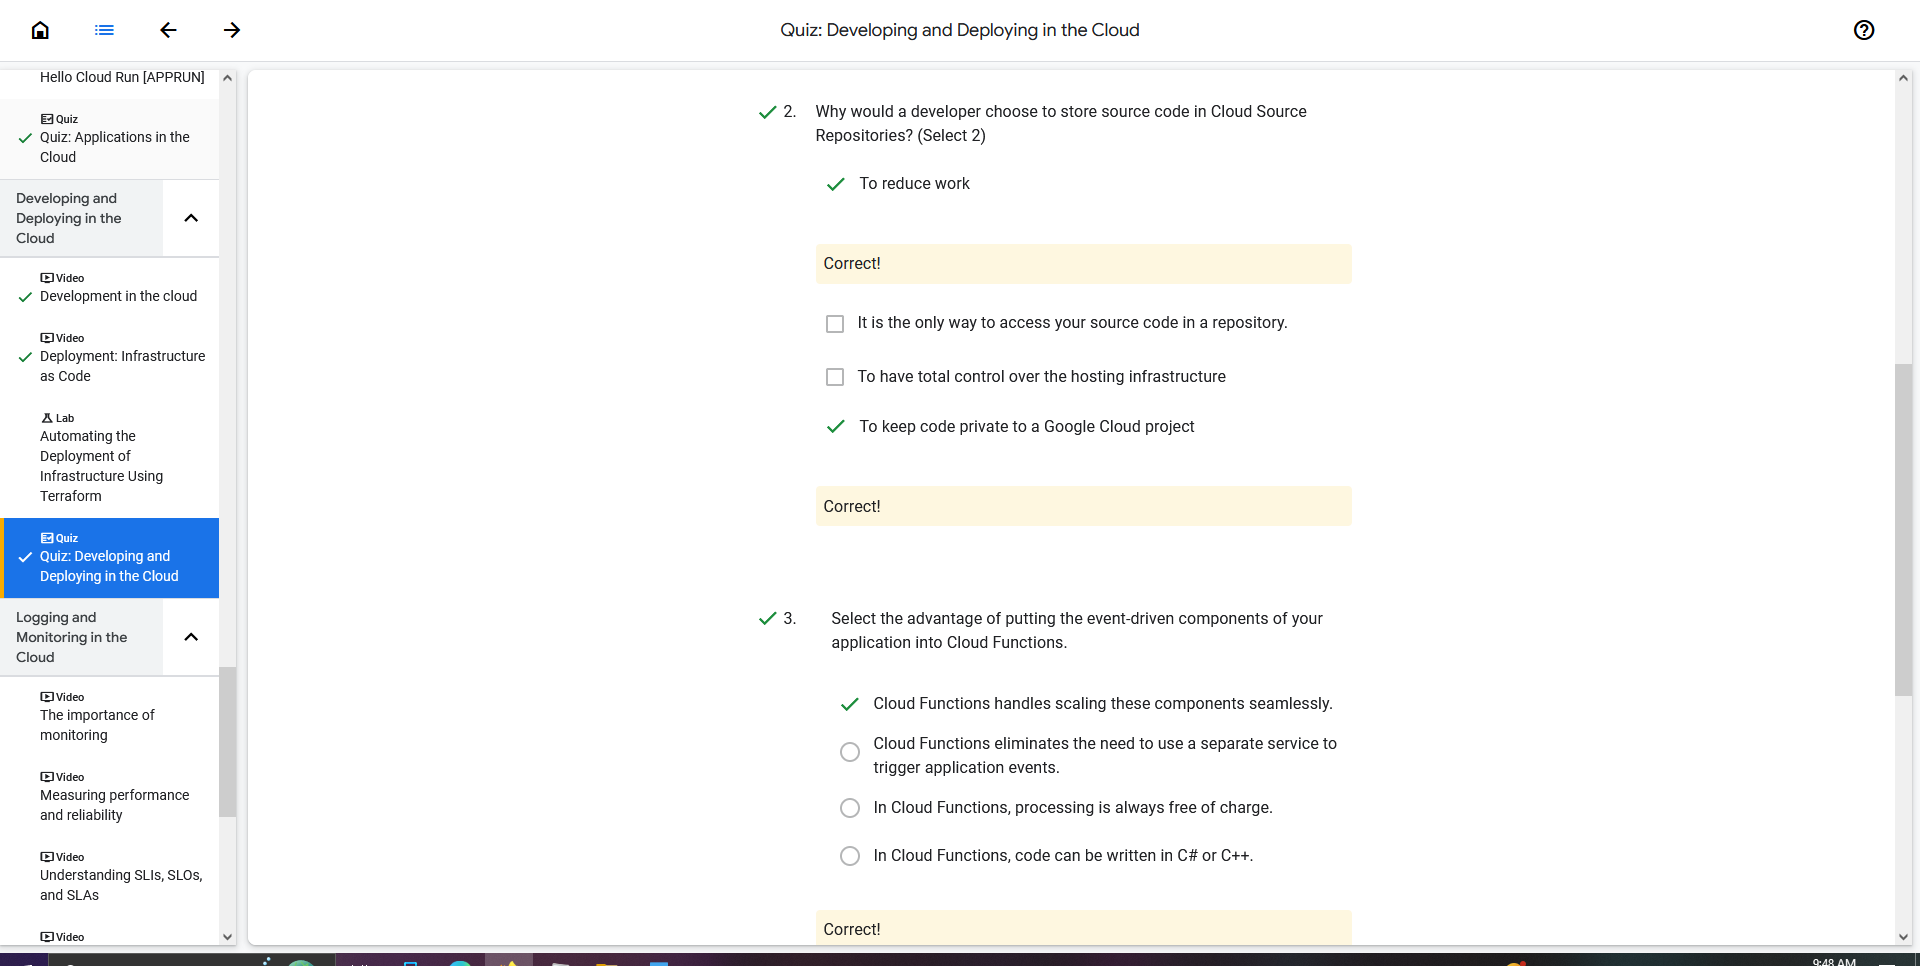 Quiz: Developing and Deploying in the Cloud
Hello Cloud Run [APPRUN]
Quiz
Quiz: Applications in the
Cloud
Developing and
Deploying in the
Cloud
Video
Development in the cloud
Video
Deployment: Infrastructure
as Code
Lab
Automating the
Deployment of
Infrastructure Using
Terraform
Quiz
Quiz: Developing and
Deploying in the Cloud
Logging and
Monitoring in the
Cloud
Video
The importance of
monitoring
Video
Measuring performance
and reliability
Video
Understanding SLIs, SLOs,
and SLAs
Video
2. Why would a developer choose to store source code in Cloud Source
Repositories? (Select 2)
To reduce work
Correct!
It is the only way to access your source code in a repository.
To have total control over the hosting infrastructure
To keep code private to a Google Cloud project
Correct!
3. Select the advantage of putting the event-driven components of your
application into Cloud Functions.
Cloud Functions handles scaling these components seamlessly.
Cloud Functions eliminates the need to use a separate service to
trigger application events.
In Cloud Functions, processing is always free of charge.
In Cloud Functions, code can be written in C# or C++.
Correct!
9:48 AM